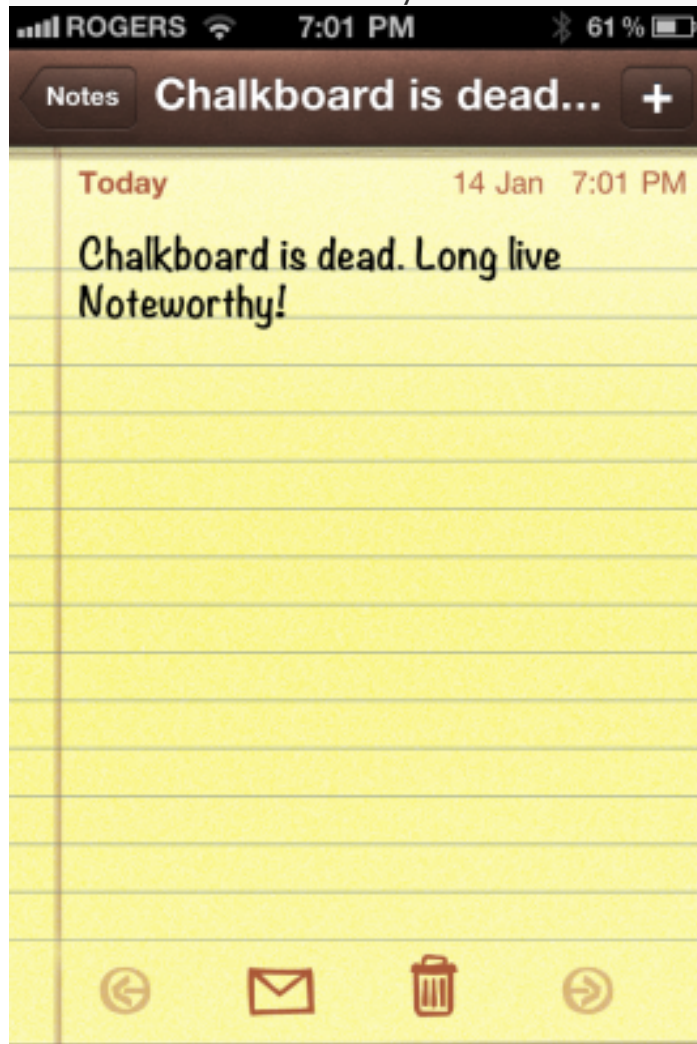 ROGERS 7:01 PM 61 %
Notes Chalkboard is dead... +
Today 14 Jan 7:01 PM
Chalkboard is dead. Long live
Noteworthy!